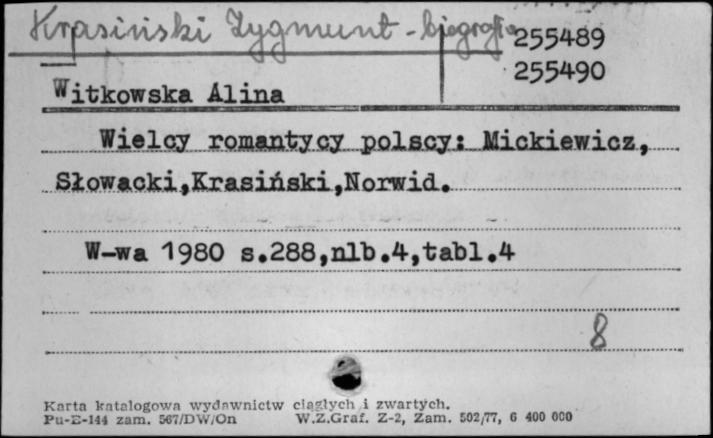 Krasiński Zygmunt - biografia
255489
255490
Witkowska Alina
Wielcy romantycy polscy: Mickiewicz,
Słowacki,Krasiński,Norwid.
W-wa 1980 s.288,nlb.4,tabl.4
8
Karta katalogowa wydawnictw ciągłych i zwartych.
Pu-E-144 zam. 567/DW/On W.Z.Graf. Z-2, Zam. 502/77, 6 400 000